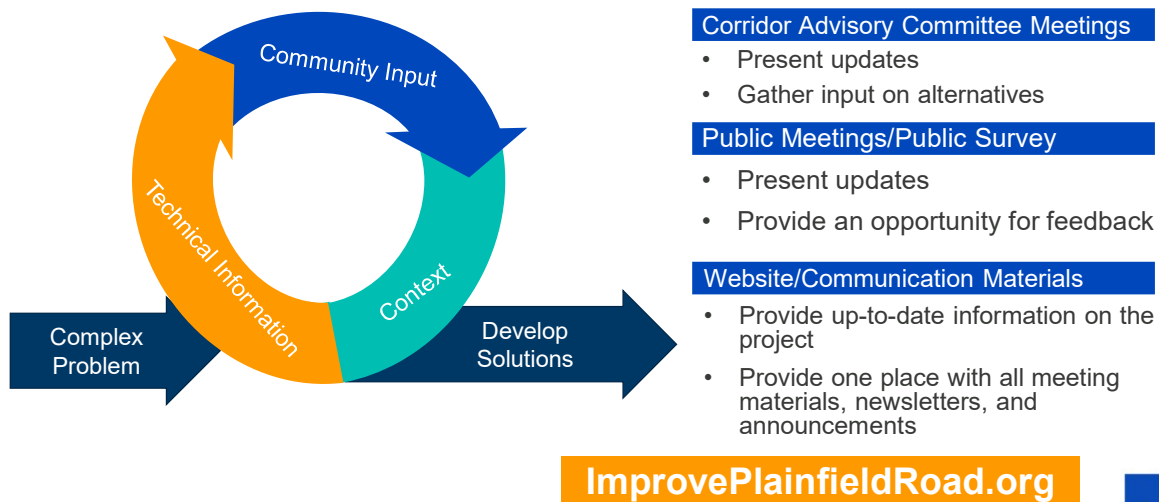 Community Input
Technical Information
Context
Complex
Problem
Develop
Solutions
Corridor Advisory Committee Meetings
• Present updates
• Gather input on alternatives
Public Meetings/Public Survey
• Present updates
• Provide an opportunity for feedback
Website/Communication Materials
• Provide up-to-date information on the
project
• Provide one place with all meeting
materials, newsletters, and
announcements
ImprovePlainfieldRoad.org